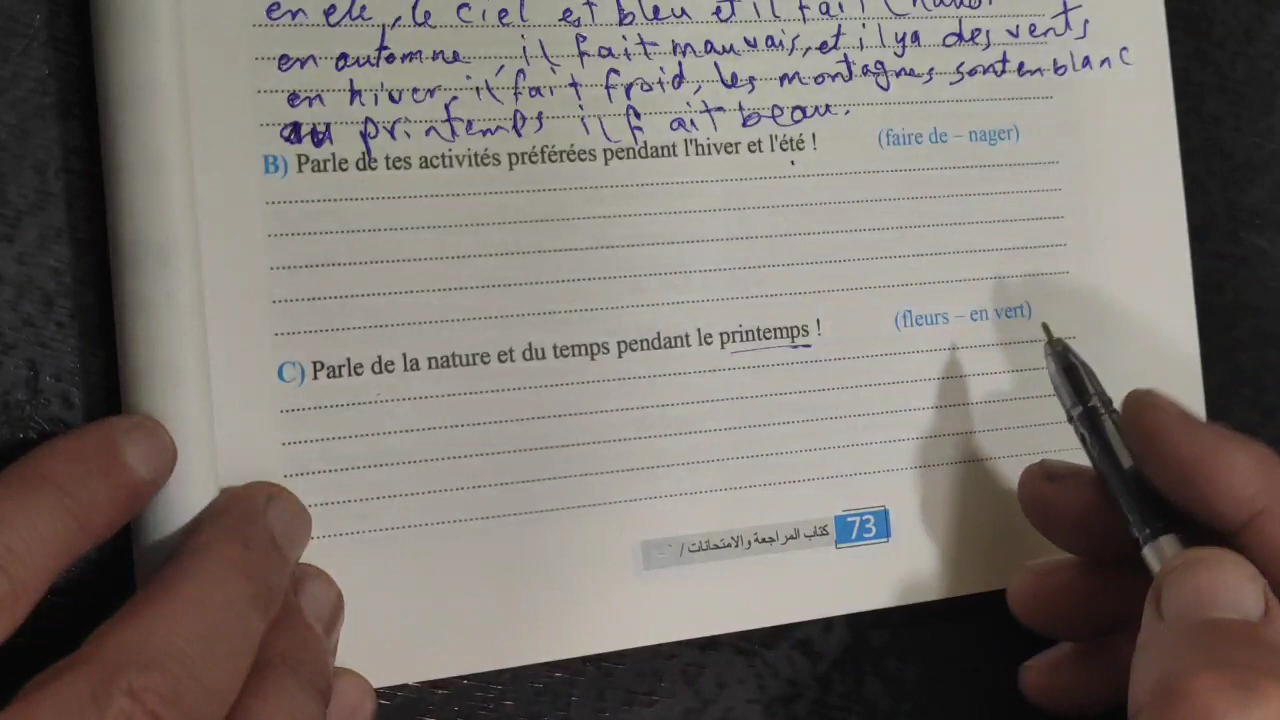 en été, le ciel est bleu et il fait chaud.
en automne, il fait mauvais, et il ya des vents
en hiver, il fait froid, les montagnes sont en blanc
au printemps il fait beau.
B) Parle de tes activités préférées pendant l'hiver et l'été ! (faire de – nager)
C) Parle de la nature et du temps pendant le printemps ! (fleurs – en vert)
كتاب المراجعة والامتحانات / 73